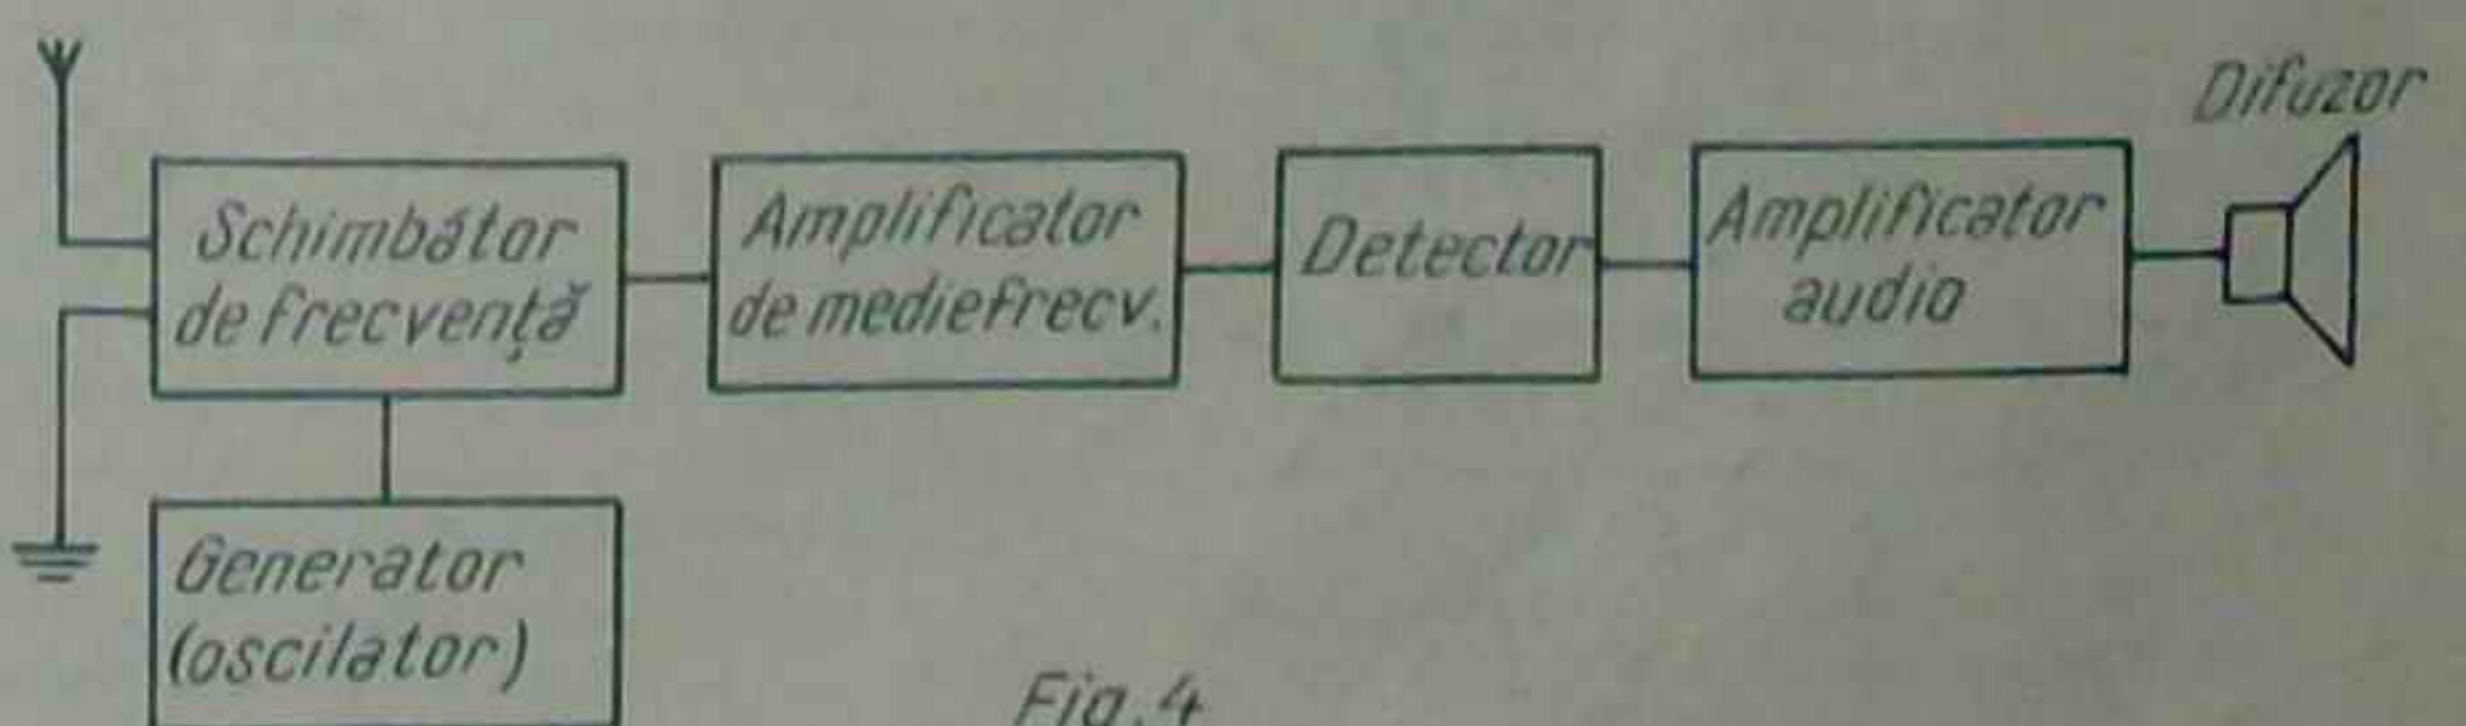 Difuzor
Schimbător
de frecvență
Amplificator
de mediefrecv.
Detector
Amplificator
audio
Generator
(oscilator)
Fig. 4